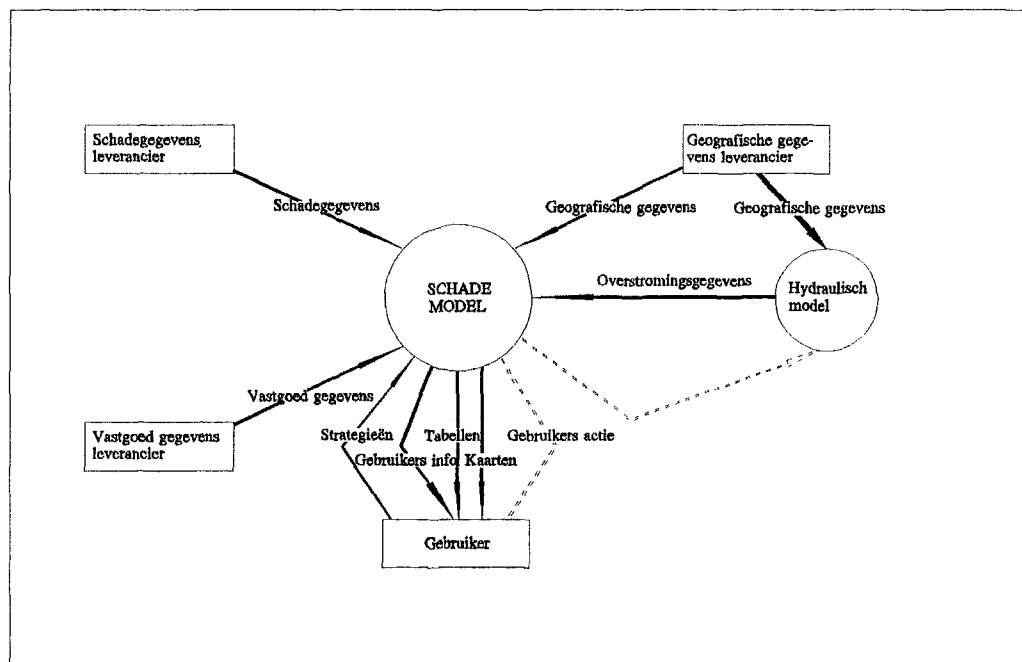 Schadegegevens
leverancier
Geografische gege-
vens leverancier
Schadegegevens
Geografische gegevens
Geografische gegevens
Overstromingsgegevens
SCHADE
MODEL
Hydraulisch
model
Vastgoed gegevens
Vastgoed gegevens
leverancier
Strategieën
Tabellen
Gebruikers actie
Gebruikers info
Kaarten
Gebruiker